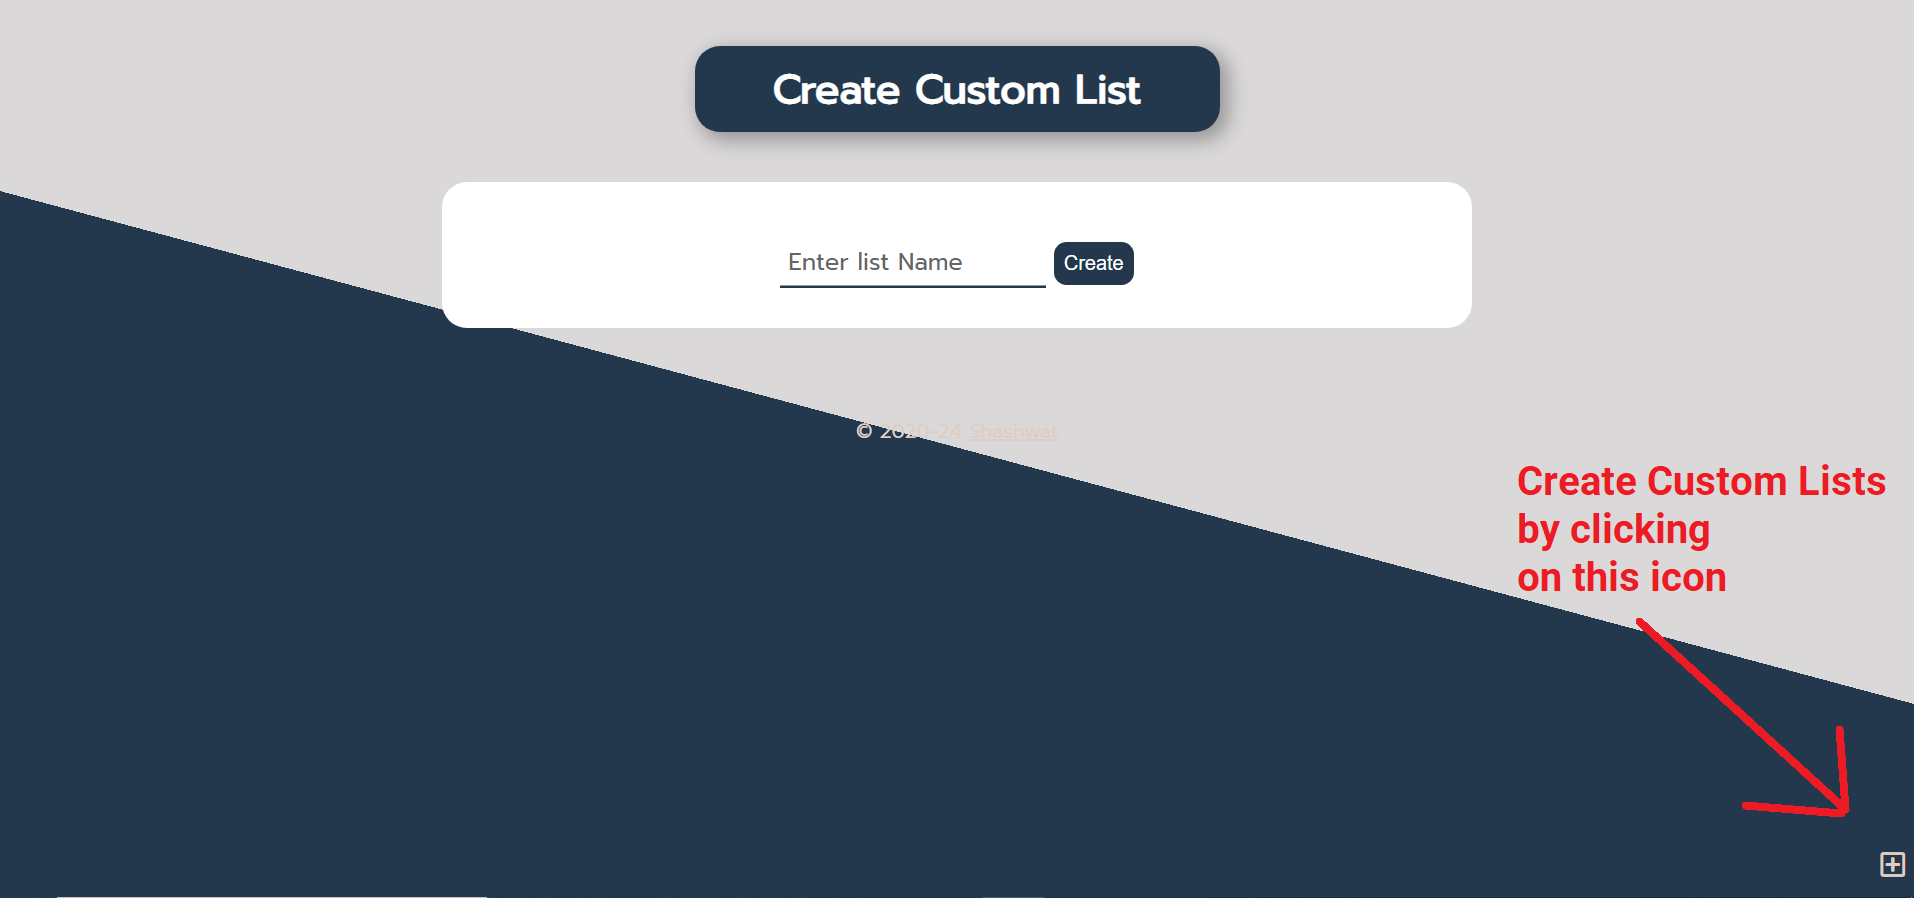 Create Custom List
Enter list Name
Create
© 2020-24 Shashwat
Create Custom Lists
by clicking
on this icon